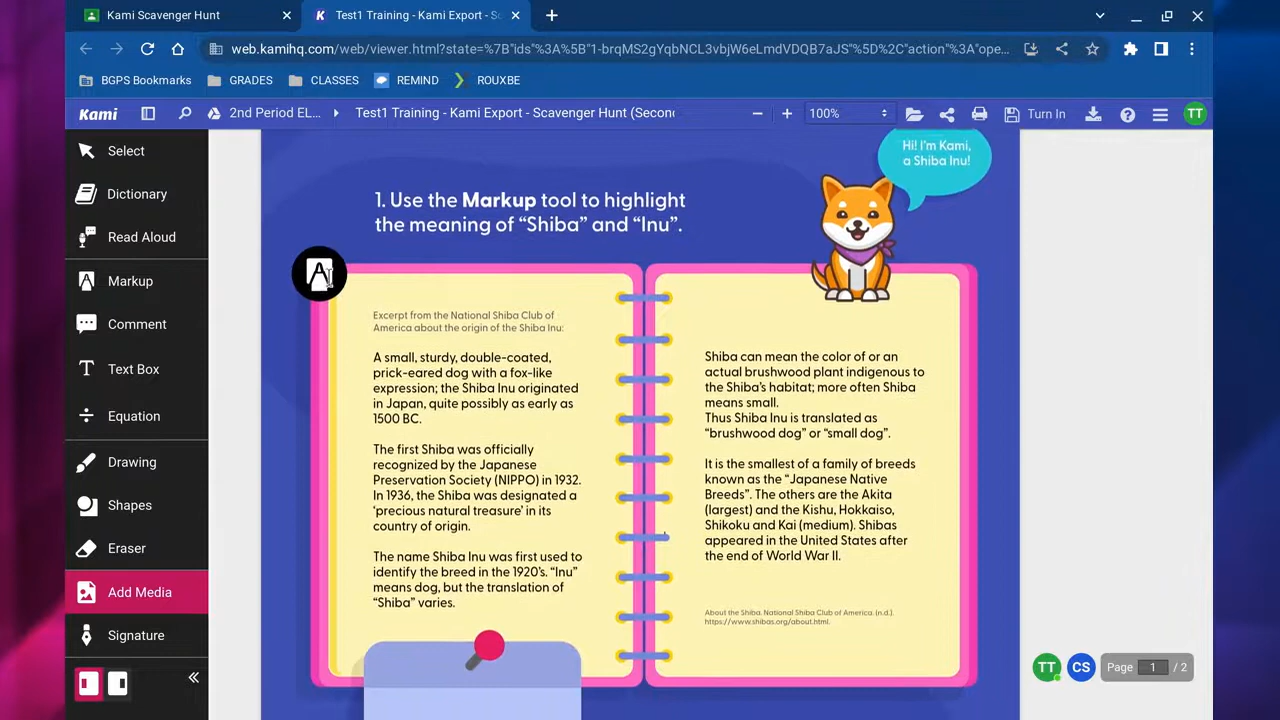 Kami Scavenger Hunt
Test1 Training - Kami Export - Sc
web.kamihq.com/web/viewer.html?state=%7B"ids"%3A%5B"1-brqMS2gYqbNCL3vbjW6eLmdVDQB7aJS"%5D%2C"action"%3A"ope...
BGPS Bookmarks
GRADES
CLASSES
REMIND
ROUXBE
Kami
2nd Period EL...
Test1 Training - Kami Export - Scavenger Hunt (Secon
100%
Turn In
TT
Select
Dictionary
Read Aloud
Markup
Comment
Text Box
Equation
Drawing
Shapes
Eraser
Add Media
Signature
Hi! I'm Kami,
a Shiba Inu!
1. Use the Markup tool to highlight
the meaning of “Shiba” and “Inu”.
A
Excerpt from the National Shiba Club of
America about the origin of the Shiba Inu:
A small, sturdy, double-coated,
prick-eared dog with a fox-like
expression; the Shiba Inu originated
in Japan, quite possibly as early as
1500 BC.
The first Shiba was officially
recognized by the Japanese
Preservation Society (NIPPO) in 1932.
In 1936, the Shiba was designated a
‘precious natural treasure’ in its
country of origin.
The name Shiba Inu was first used to
identify the breed in the 1920’s. “Inu”
means dog, but the translation of
“Shiba” varies.
Shiba can mean the color of or an
actual brushwood plant indigenous to
the Shiba’s habitat; more often Shiba
means small.
Thus Shiba Inu is translated as
“brushwood dog” or “small dog”.
It is the smallest of a family of breeds
known as the “Japanese Native
Breeds”. The others are the Akita
(largest) and the Kishu, Hokkaiso,
Shikoku and Kai (medium). Shibas
appeared in the United States after
the end of World War II.
About the Shiba. National Shiba Club of America. (n.d.).
https://www.shibas.org/about.html.
TT
CS
Page 1 / 2